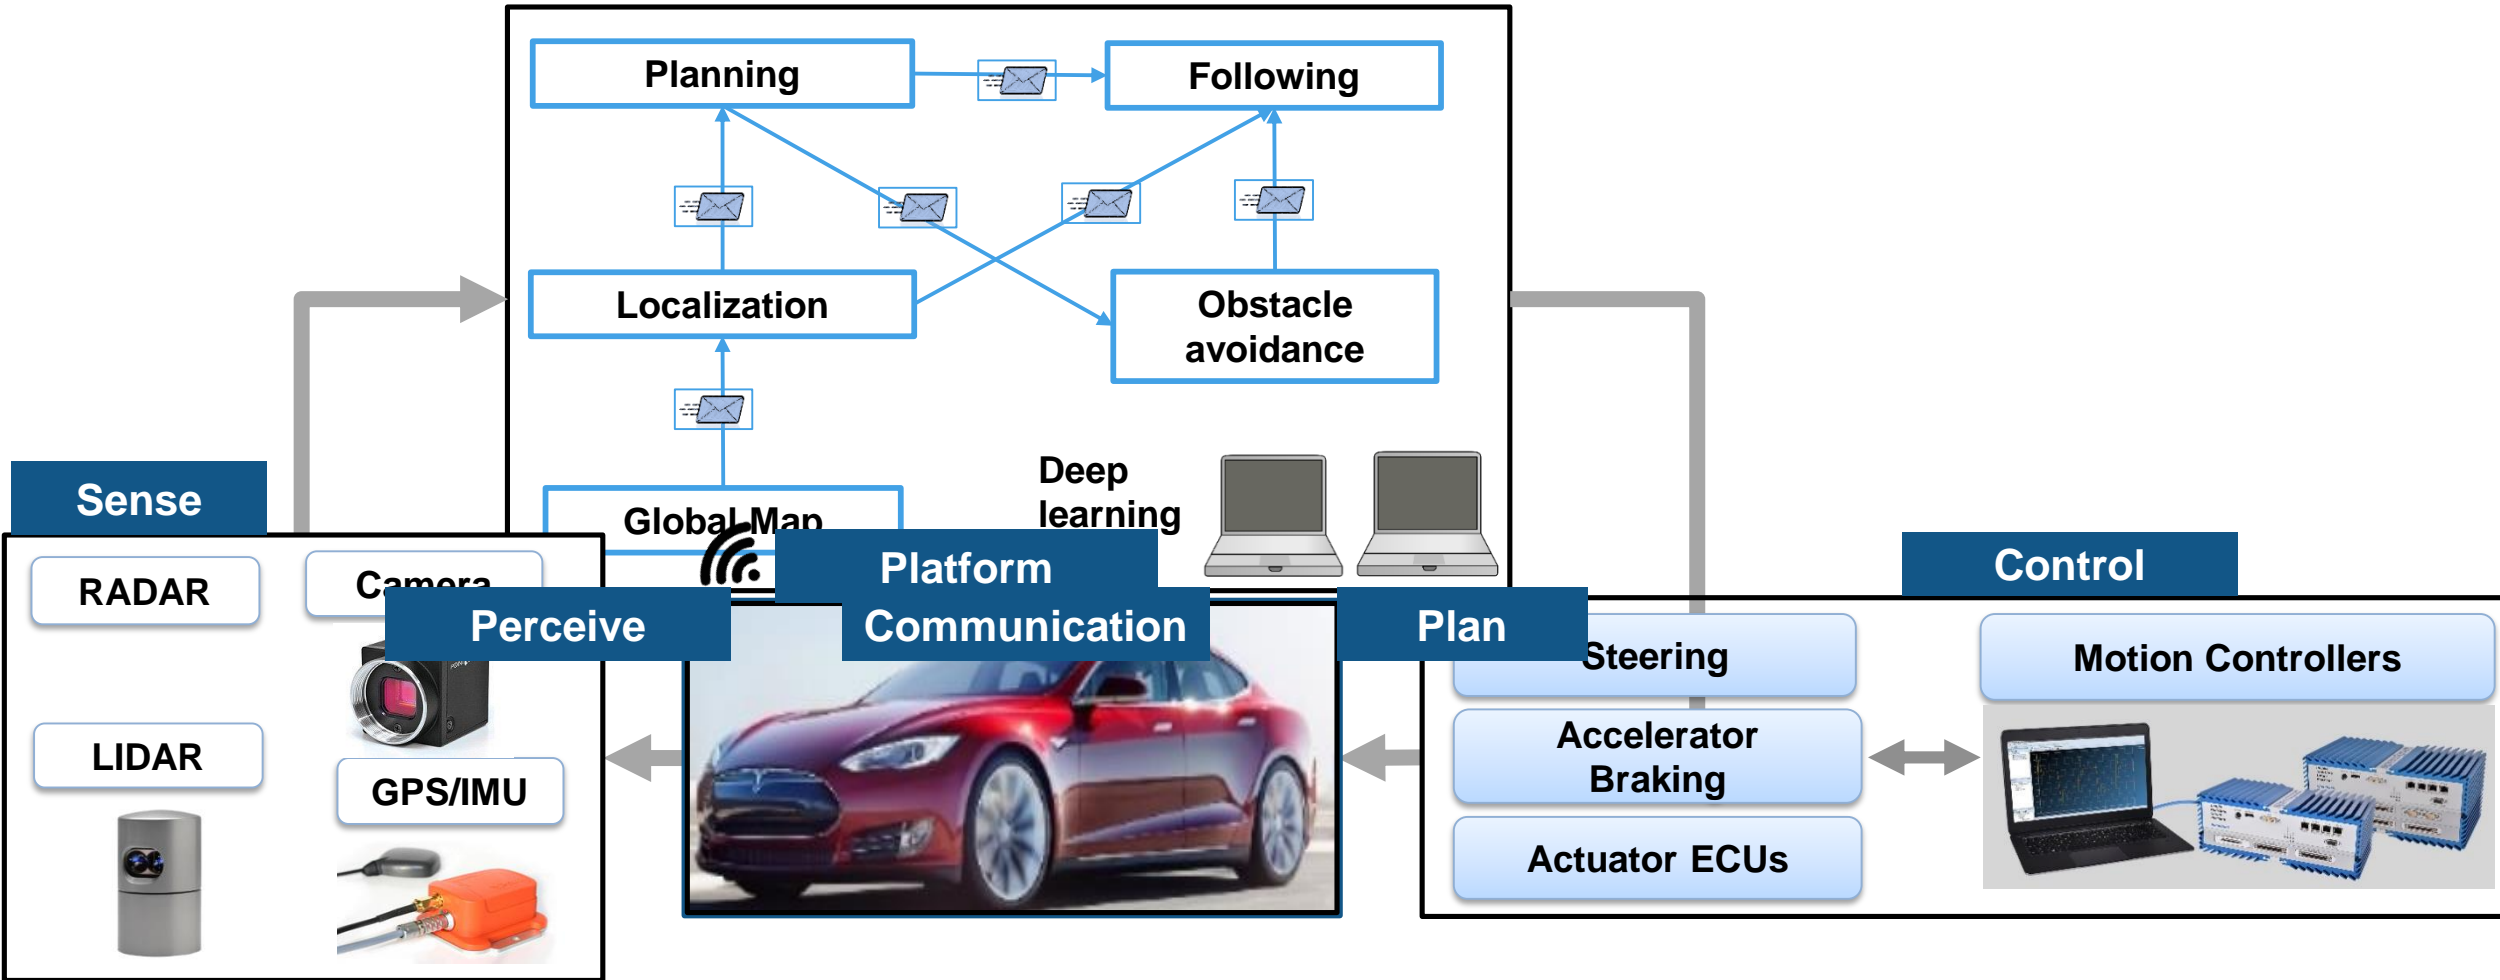 Planning
Following
Localization
Obstacle
avoidance
Deep
learning
Global Map
Sense
Platform
Control
RADAR
Camera
Perceive
Communication
Plan
Steering
Motion Controllers
LIDAR
GPS/IMU
Accelerator
Braking
Actuator ECUs